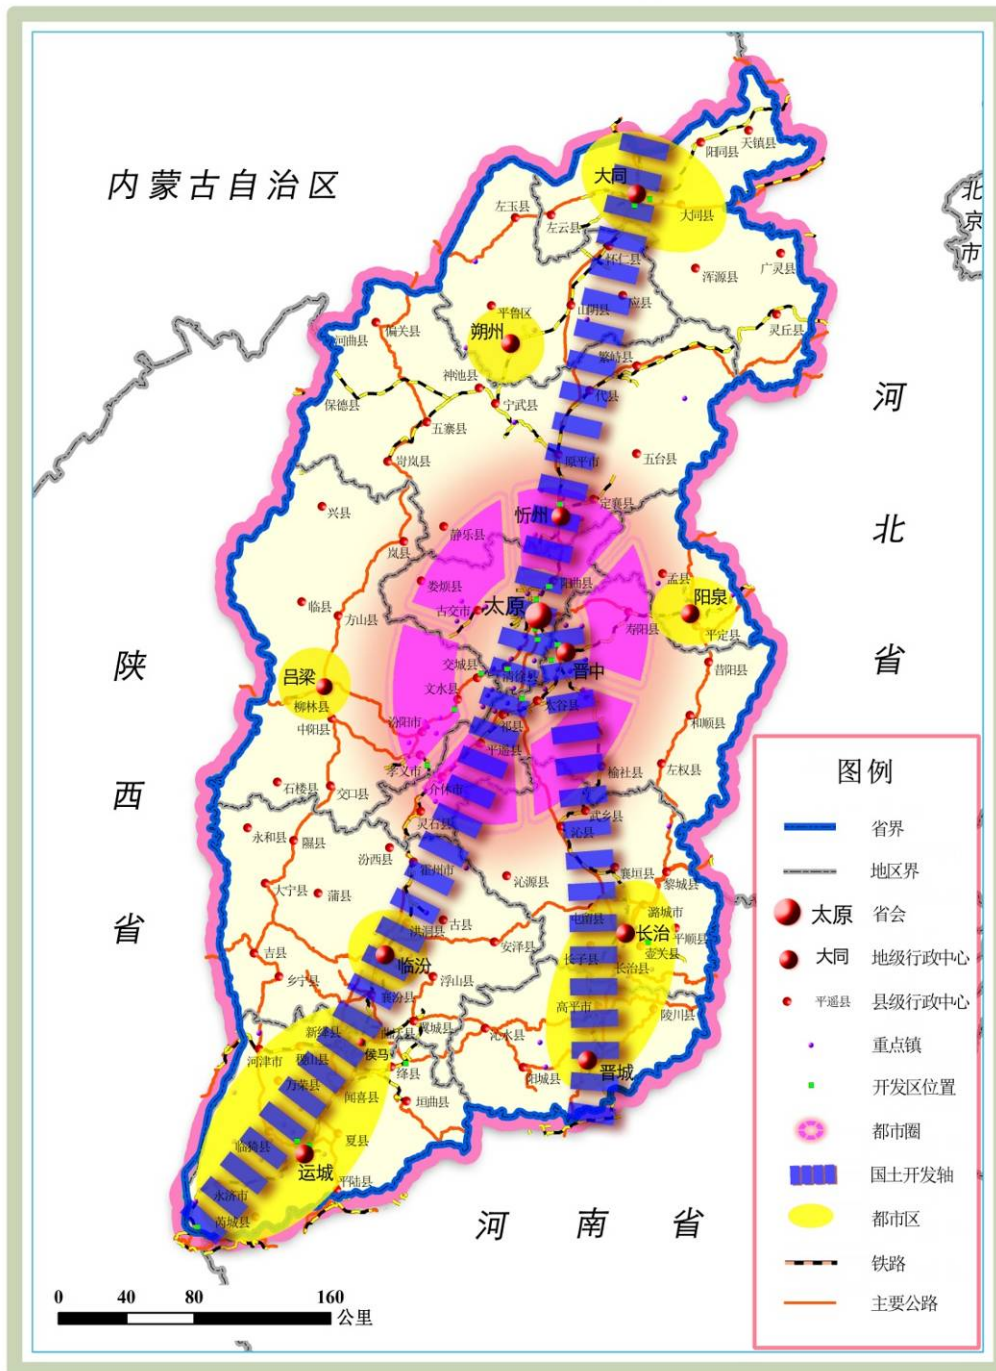 内蒙古自治区
北京市
河北省
陕西省
河南省
天镇县
阳同县
大同
大同县
左玉县
左云县
怀仁县
广灵县
浑源县
应县
山阴县
平鲁区
朔州
灵丘县
偏关县
河曲县
繁峙县
神池县
代县
宁武县
保德县
五寨县
原平市
五台县
岢岚县
定襄县
忻州
兴县
静乐县
岚县
阳曲县
盂县
娄烦县
阳泉
古交市
太原
临县
方山县
寿阳县
平定县
晋中
交城县
清徐县
昔阳县
吕梁
文水县
太谷县
柳林县
祁县
和顺县
中阳县
汾阳市
平遥县
孝义市
榆社县
左权县
石楼县
交口县
介休市
灵石县
武乡县
沁县
永和县
隰县
汾西县
霍州市
襄垣县
黎城县
大宁县
蒲县
沁源县
屯留县
潞城市
洪洞县
古县
长治
平顺县
安泽县
壶关县
吉县
临汾
长子县
长治县
乡宁县
浮山县
襄汾县
高平市
陵川县
新绛县
曲沃县
翼城县
沁水县
侯马
河津市
稷山县
绛县
阳城县
晋城
万荣县
闻喜县
垣曲县
临猗县
夏县
运城
平陆县
永济市
芮城县
图例
省界
地区界
太原 省会
大同 地级行政中心
平遥县 县级行政中心
重点镇
开发区位置
都市圈
国土开发轴
都市区
铁路
主要公路
0 40 80 160 公里